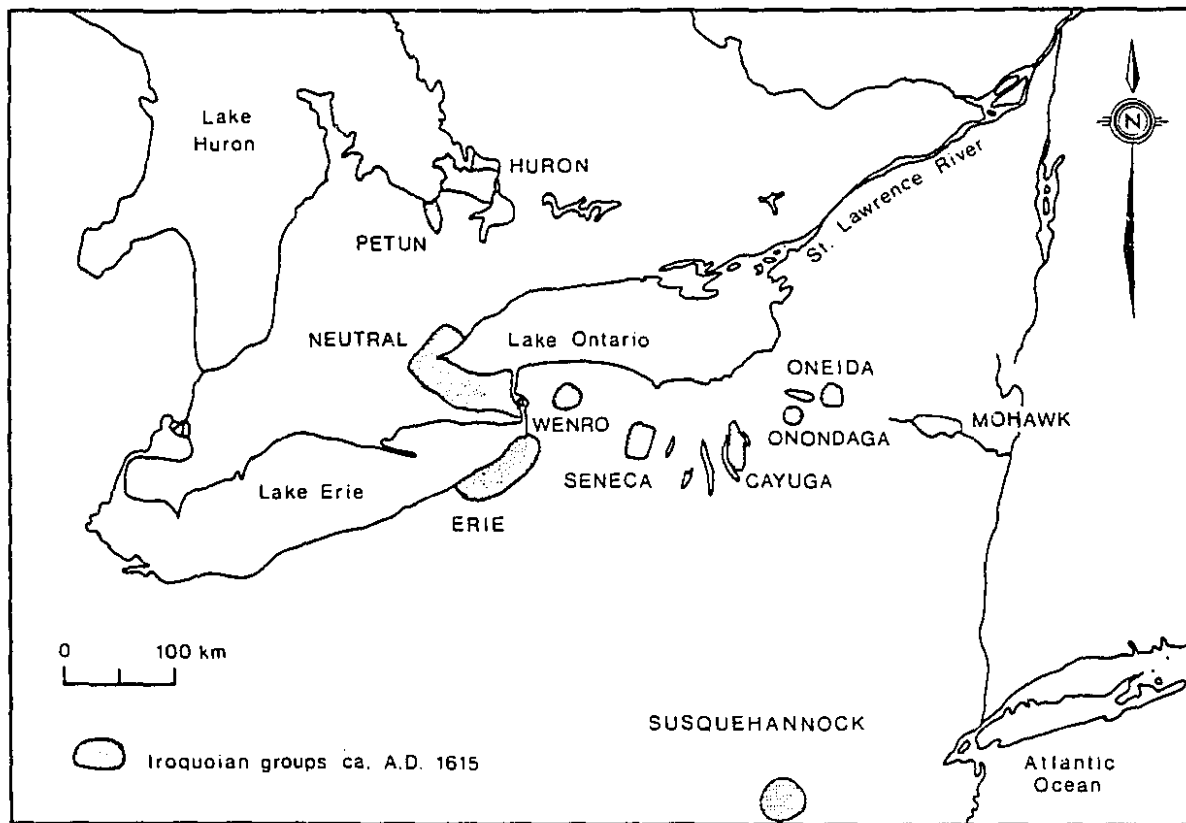 Lake
Huron
HURON
PETUN
St. Lawrence River
N
NEUTRAL
Lake Ontario
ONEIDA
WENRO
ONONDAGA
MOHAWK
SENECA
CAYUGA
Lake Erie
ERIE
0 100 km
SUSQUEHANNOCK
Iroquoian groups ca. A.D. 1615
Atlantic
Ocean